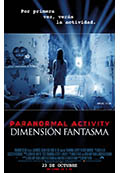 Por primera
vez, verás
la actividad.
PARANORMAL ACTIVITY
DIMENSIÓN FANTASMA
23 DE OCTUBRE